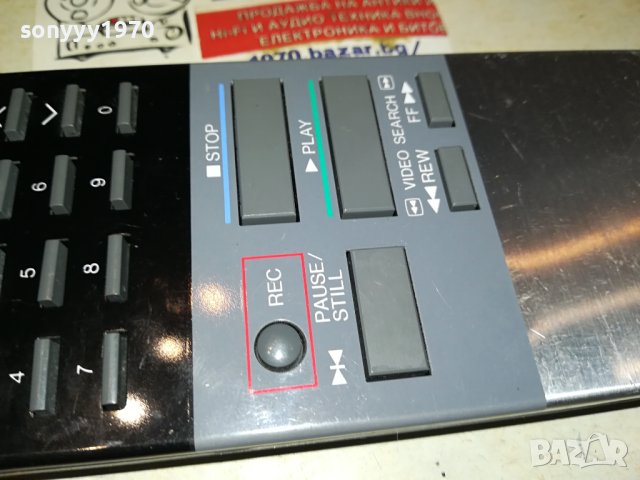 sonyyy1970
ПРОДАЖБА НА АНТИКИ
HI-FI И АУДИО ТЕХНИКА ВНОС
ЕЛЕКТРОНИКА И БИТОВ
1970.bazar.bg/
0
9
8
7
6
5
4
STOP
PLAY
VIDEO SEARCH
FF
REW
REC
PAUSE/
STILL
BAZAR